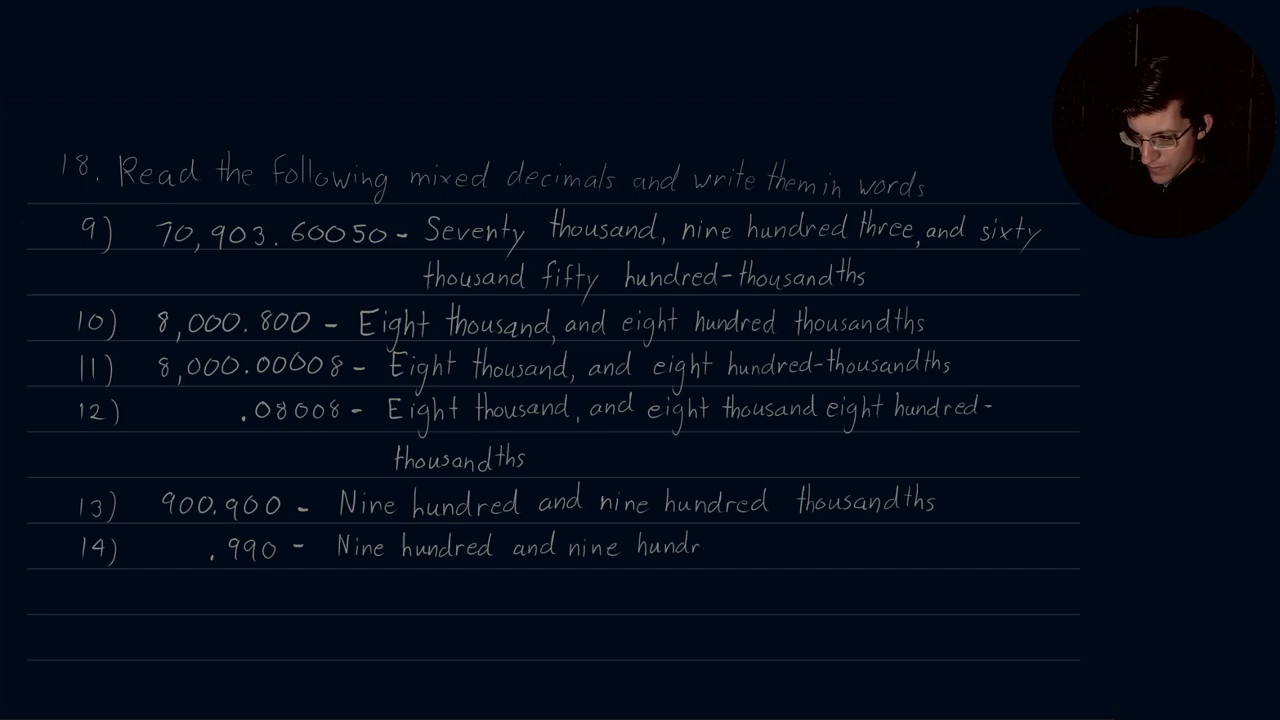 18. Read the following mixed decimals and write them in words
9) 70,903.60050 - Seventy thousand, nine hundred three, and sixty
thousand fifty hundred-thousandths
10) 8,000.800 - Eight thousand, and eight hundred thousandths
11) 8,000.00008 - Eight thousand, and eight hundred-thousandths
12) .08008 - Eight thousand, and eight thousand eight hundred-
thousandths
13) 900.900 - Nine hundred and nine hundred thousandths
14) .990 - Nine hundred and nine hundr